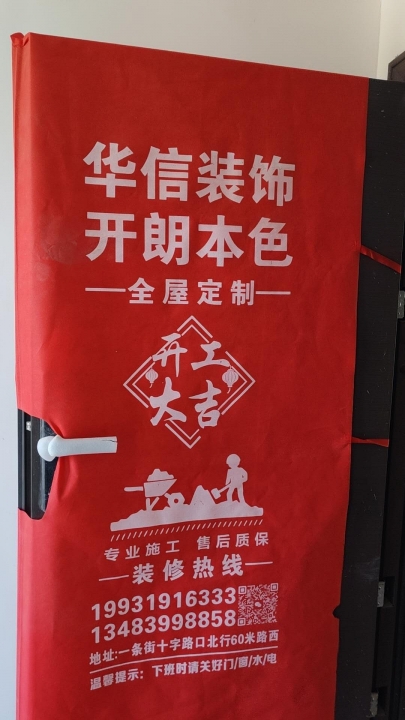 华信装饰
开朗本色
全屋定制
开工
大吉
专业施工 售后质保
装修热线
19931916333
13483998858
地址:一条街十字路口北行60米路西
温馨提示: 下班时请关好门/窗/水/电